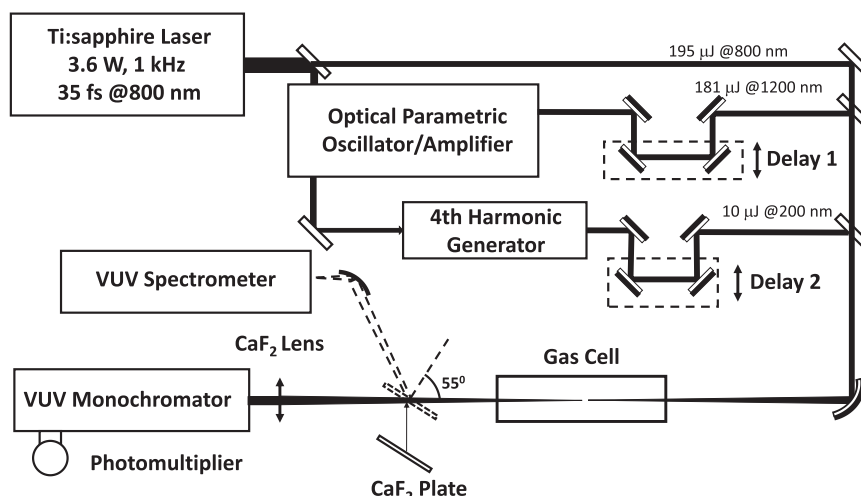 Ti:sapphire Laser
3.6 W, 1 kHz
35 fs @800 nm
195 µJ @800 nm
181 µJ @1200 nm
Optical Parametric
Oscillator/Amplifier
Delay 1
10 µJ @200 nm
4th Harmonic
Generator
VUV Spectrometer
Delay 2
CaF₂ Lens
Gas Cell
55⁰
VUV Monochromator
Photomultiplier
CaF₂ Plate